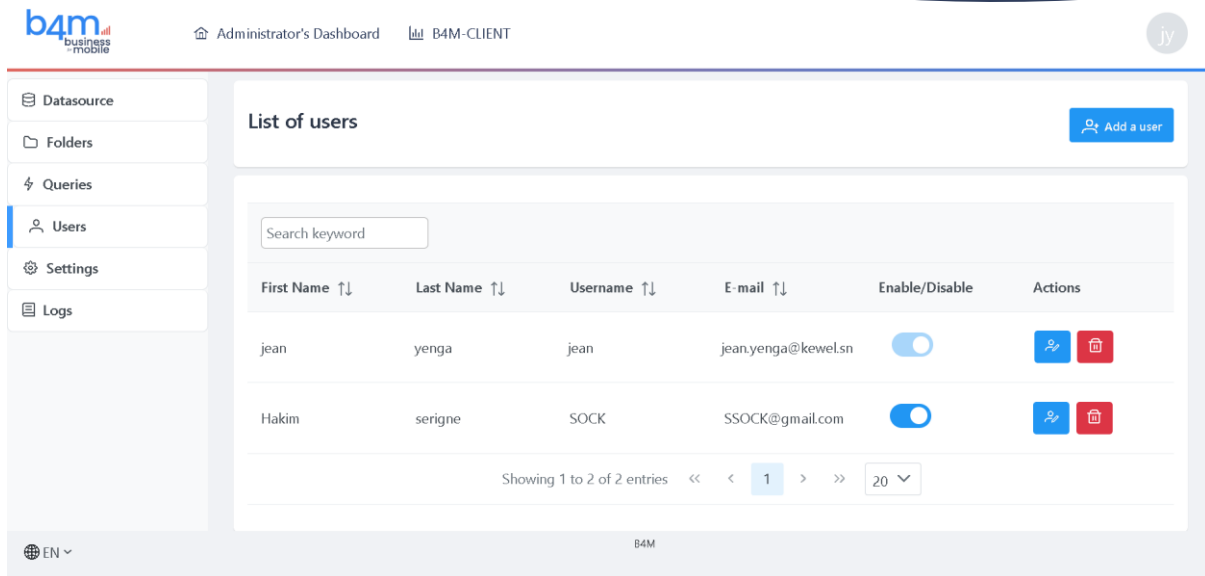 b4m
business
on mobile
Administrator's Dashboard B4M-CLIENT
jy
Datasource
Folders
Queries
Users
Settings
Logs
List of users
Add a user
Search keyword
First Name Last Name Username E-mail Enable/Disable Actions
jean yenga jean jean.yenga@kewel.sn
Hakim serigne SOCK SSOCK@gmail.com
Showing 1 to 2 of 2 entries « < 1 > » 20
EN
B4M